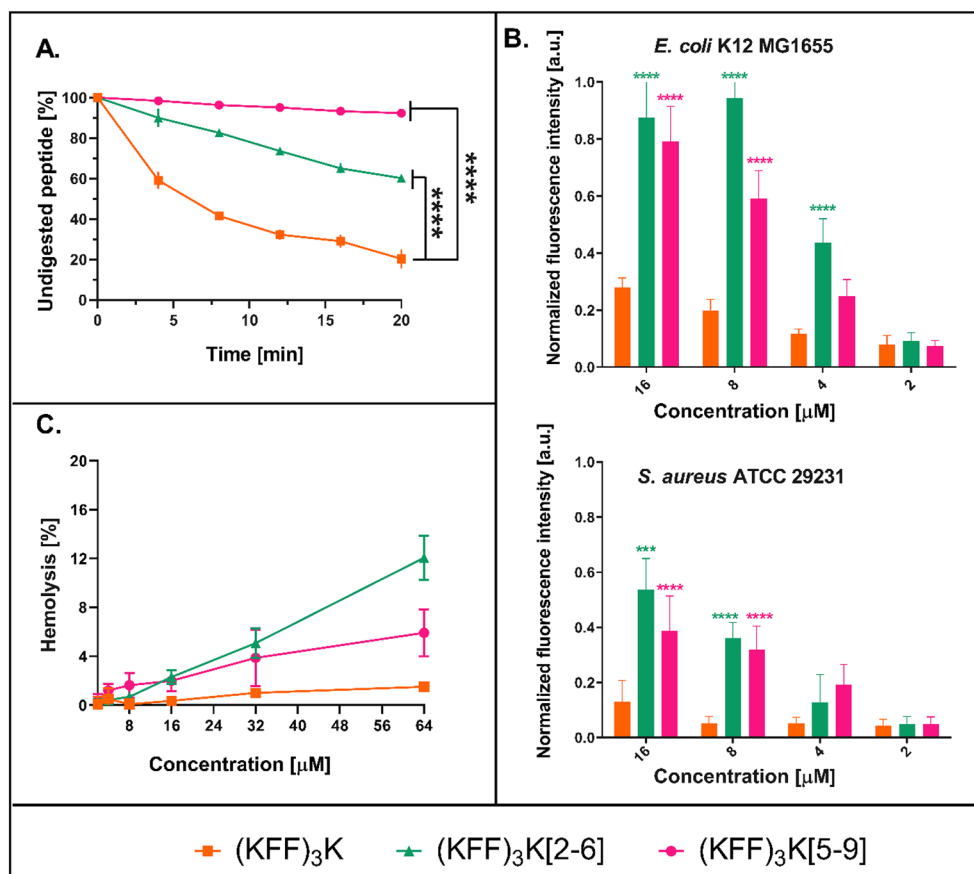 A.
Undigested peptide [%]
100
80
60
40
20
0
0 5 10 15 20
Time [min]
****
****
B.
E. coli K12 MG1655
Normalized fluorescence intensity [a.u.]
1.0
0.8
0.6
0.4
0.2
0.0
**** **** **** **** ****
16 8 4 2
Concentration [μM]
S. aureus ATCC 29231
Normalized fluorescence intensity [a.u.]
1.0
0.8
0.6
0.4
0.2
0.0
*** **** **** ****
16 8 4 2
Concentration [μM]
C.
Hemolysis [%]
20
16
12
8
4
0
8 16 24 32 40 48 56 64
Concentration [μM]
(KFF)₃K (KFF)₃K[2-6] (KFF)₃K[5-9]